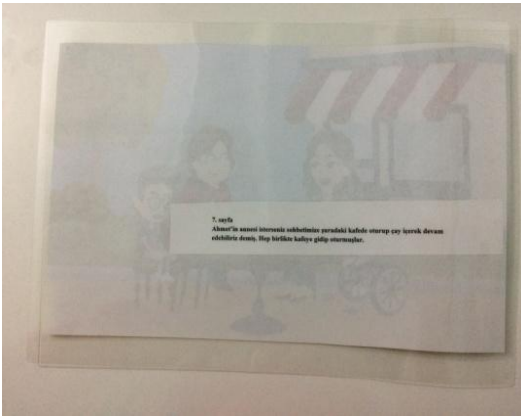 7. sayfa
Ahmet'in annesi isterseniz sohbetimize şuradaki kafede oturup çay içerek devam
edebiliriz demiş. Hep birlikte kafeye gidip oturmuşlar.